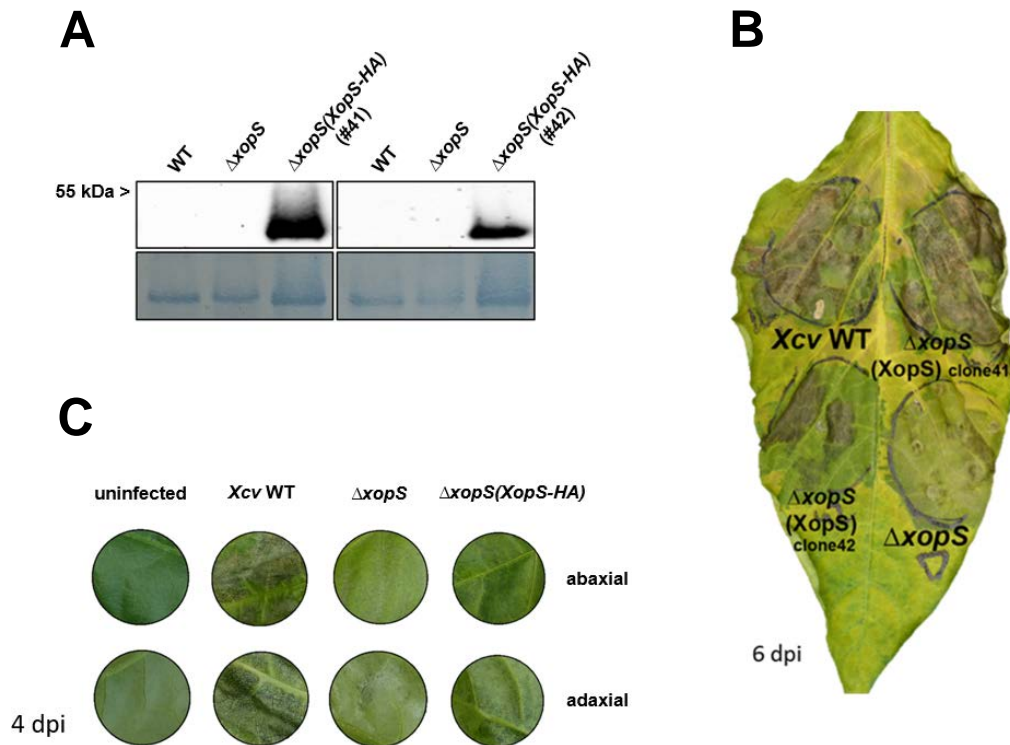 A
B
WT
ΔxopS
ΔxopS(XopS-HA)
(#41)
WT
ΔxopS
ΔxopS(XopS-HA)
(#42)
55 kDa >
Xcv WT
ΔxopS
(XopS) clone41
ΔxopS
(XopS)
clone42
ΔxopS
6 dpi
C
uninfected
Xcv WT
ΔxopS
ΔxopS(XopS-HA)
abaxial
adaxial
4 dpi